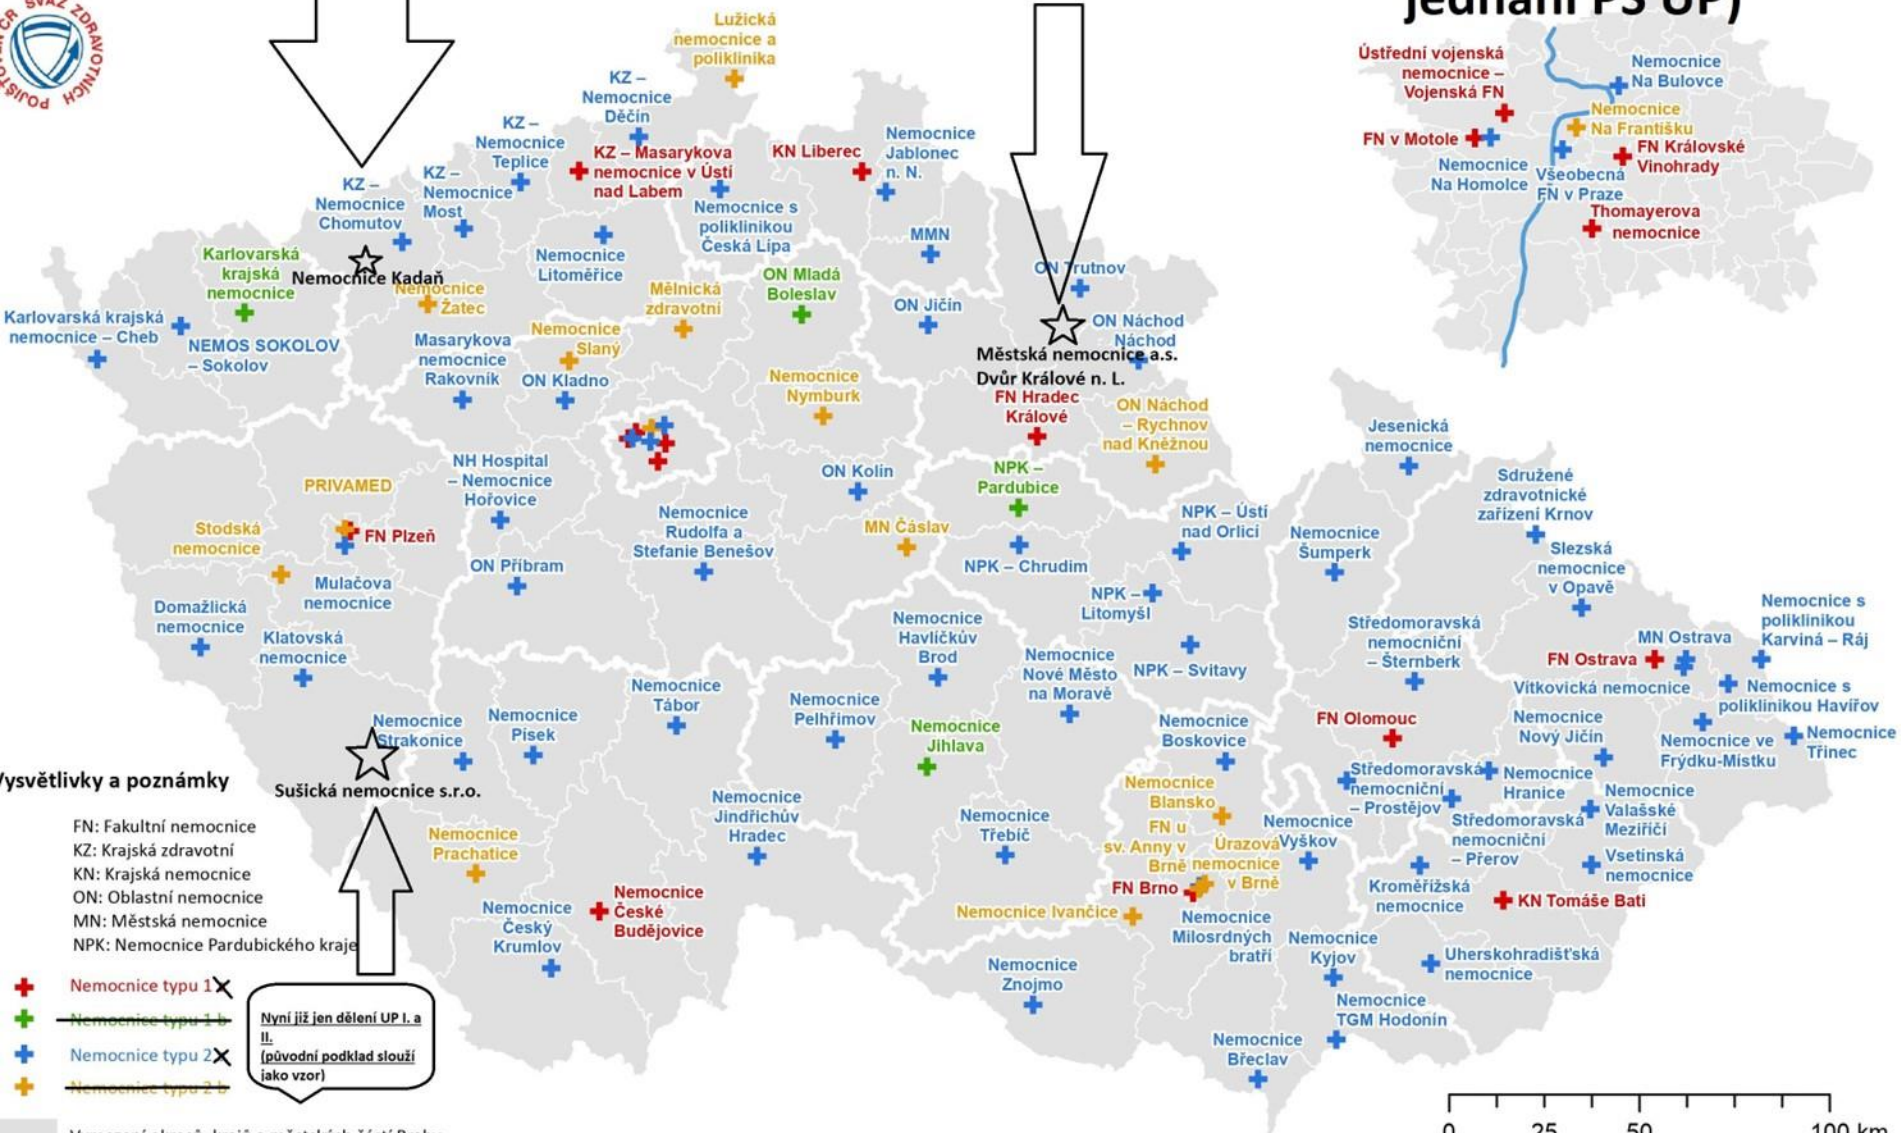 jednání PS UP)
ČR SVAZ ZDRAVOTNÍCH
POJIŠŤOVEN
Lužická
nemocnice a
poliklinika
KZ –
Nemocnice
Děčín
KZ –
Nemocnice
Teplice
KZ – Masarykova
nemocnice v Ústí
nad Labem
KN Liberec
Nemocnice
Jablonec
n. N.
KZ –
Nemocnice
Chomutov
KZ –
Nemocnice
Most
Nemocnice s
poliklinikou
Česká Lípa
Nemocnice
Litoměřice
MMN
ON Trutnov
Karlovarská
krajská
nemocnice
Nemocnice Kadaň
Nemocnice
Žatec
Mělnická
zdravotní
ON Mladá
Boleslav
ON Jičín
ON Náchod
Náchod
Městská nemocnice a.s.
Dvůr Králové n. L.
Karlovarská krajská
nemocnice – Cheb
NEMOS SOKOLOV
– Sokolov
Masarykova
nemocnice
Rakovník
Nemocnice
Slaný
ON Kladno
Nemocnice
Nymburk
FN Hradec
Králové
ON Náchod
– Rychnov
nad Kněžnou
Ústřední vojenská
nemocnice –
Vojenská FN
Nemocnice
Na Bulovce
Nemocnice
Na Františku
FN v Motole
FN Královské
Vinohrady
Nemocnice
Na Homolce
Všeobecná
FN v Praze
Thomayerova
nemocnice
PRIVAMED
Stodská
nemocnice
FN Plzeň
Mulačova
nemocnice
NH Hospital
– Nemocnice
Hořovice
ON Příbram
Nemocnice
Rudolfa a
Stefanie Benešov
ON Kolín
MN Čáslav
NPK –
Pardubice
NPK – Chrudim
NPK – Ústí
nad Orlicí
NPK –
Litomyšl
NPK – Svitavy
Jesenická
nemocnice
Nemocnice
Šumperk
Sdružené
zdravotnické
zařízení Krnov
Slezská
nemocnice
v Opavě
Domažlická
nemocnice
Klatovská
nemocnice
Nemocnice
Havlíčkův
Brod
Nemocnice
Nové Město
na Moravě
Středomoravská
nemocniční
– Šternberk
MN Ostrava
FN Ostrava
Nemocnice s
poliklinikou
Karviná – Ráj
Vítkovická nemocnice
Nemocnice s
poliklinikou Havířov
Nemocnice ve
Frýdku-Místku
Nemocnice
Třinec
Nemocnice
Strakonice
Nemocnice
Písek
Nemocnice
Tábor
Nemocnice
Pelhřimov
Nemocnice
Jihlava
Nemocnice
Boskovice
FN Olomouc
Nemocnice
Nový Jičín
Sušická nemocnice s.r.o.
Nemocnice
Prachatice
Nemocnice
Český
Krumlov
Nemocnice
České
Budějovice
Nemocnice
Jindřichův
Hradec
Nemocnice
Třebíč
Nemocnice
Blansko
FN u
sv. Anny v
Brně
Úrazová
nemocnice
v Brně
FN Brno
Nemocnice Ivančice
Nemocnice
Milosrdných
bratří
Nemocnice
Vyškov
Středomoravská
nemocniční
– Prostějov
Nemocnice
Hranice
Středomoravská
nemocniční
– Přerov
Nemocnice
Valašské
Meziříčí
Vsetínská
nemocnice
Kroměřížská
nemocnice
KN Tomáše Bati
Uherskohradišťská
nemocnice
Nemocnice
Kyjov
Nemocnice
TGM Hodonín
Nemocnice
Břeclav
Nemocnice
Znojmo
Vysvětlivky a poznámky
FN: Fakultní nemocnice
KZ: Krajská zdravotní
KN: Krajská nemocnice
ON: Oblastní nemocnice
MN: Městská nemocnice
NPK: Nemocnice Pardubického kraje
Nemocnice typu 1
Nemocnice typu 1 b
Nemocnice typu 2
Nemocnice typu 2 b
Nyní již jen dělení UP I. a
II.
(původní podklad slouží
jako vzor)
0 25 50 100 km